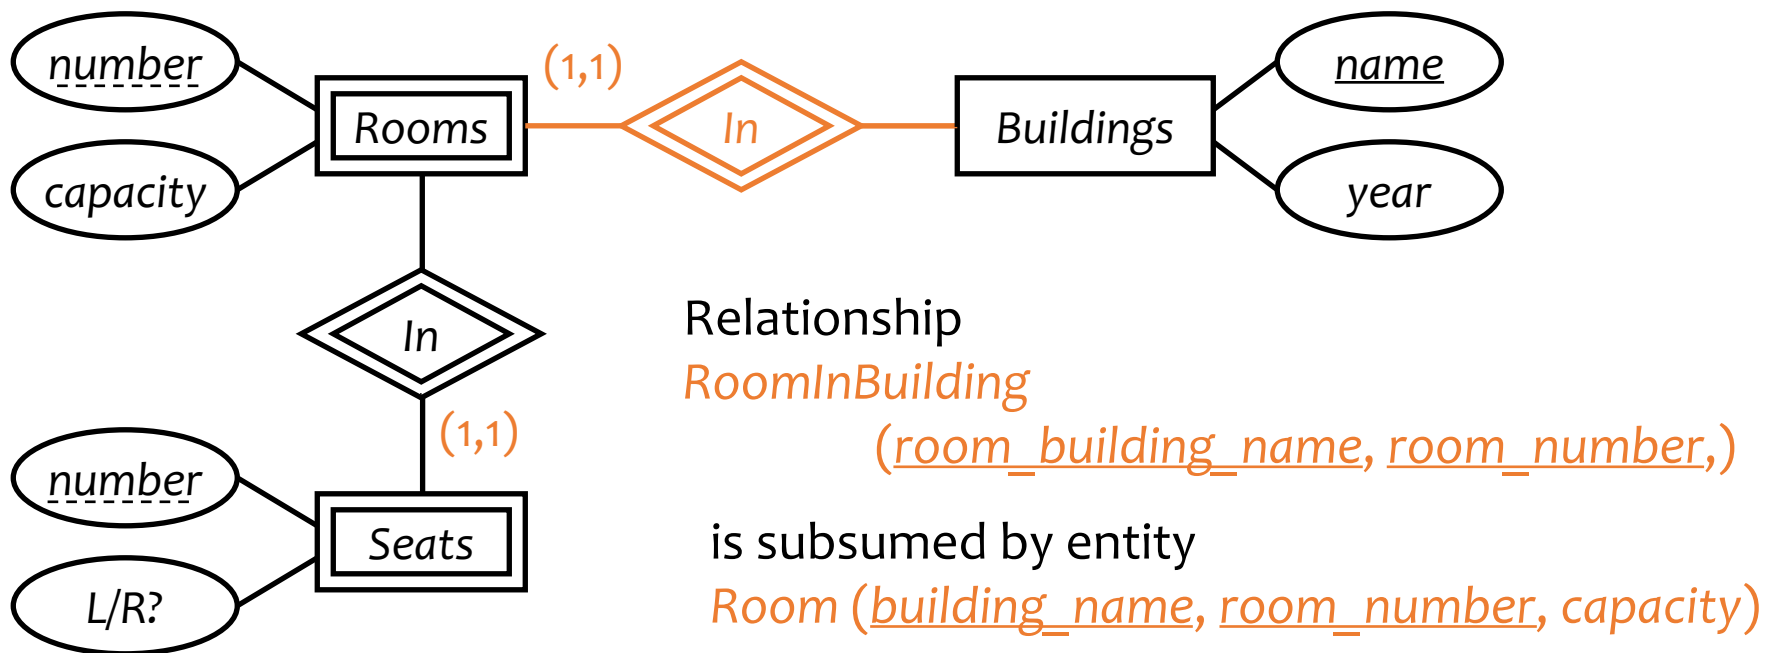 number
(1,1)
name
Rooms
In
Buildings
capacity
year
In
Relationship
RoomInBuilding
(1,1)
(room_building_name, room_number,)
number
Seats
is subsumed by entity
L/R?
Room (building_name, room_number, capacity)